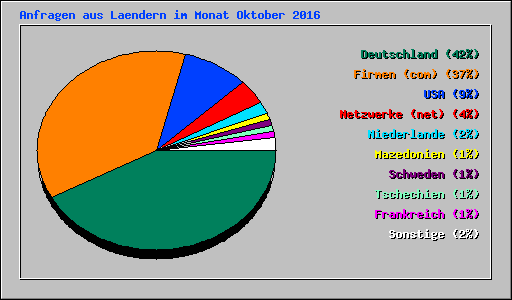 Anfragen aus Laendern im Monat Oktober 2016
Deutschland (42%)
Firmen (com) (37%)
USA (9%)
Netzwerke (net) (4%)
Niederlande (2%)
Mazedonien (1%)
Schweden (1%)
Tschechien (1%)
Frankreich (1%)
Sonstige (2%)